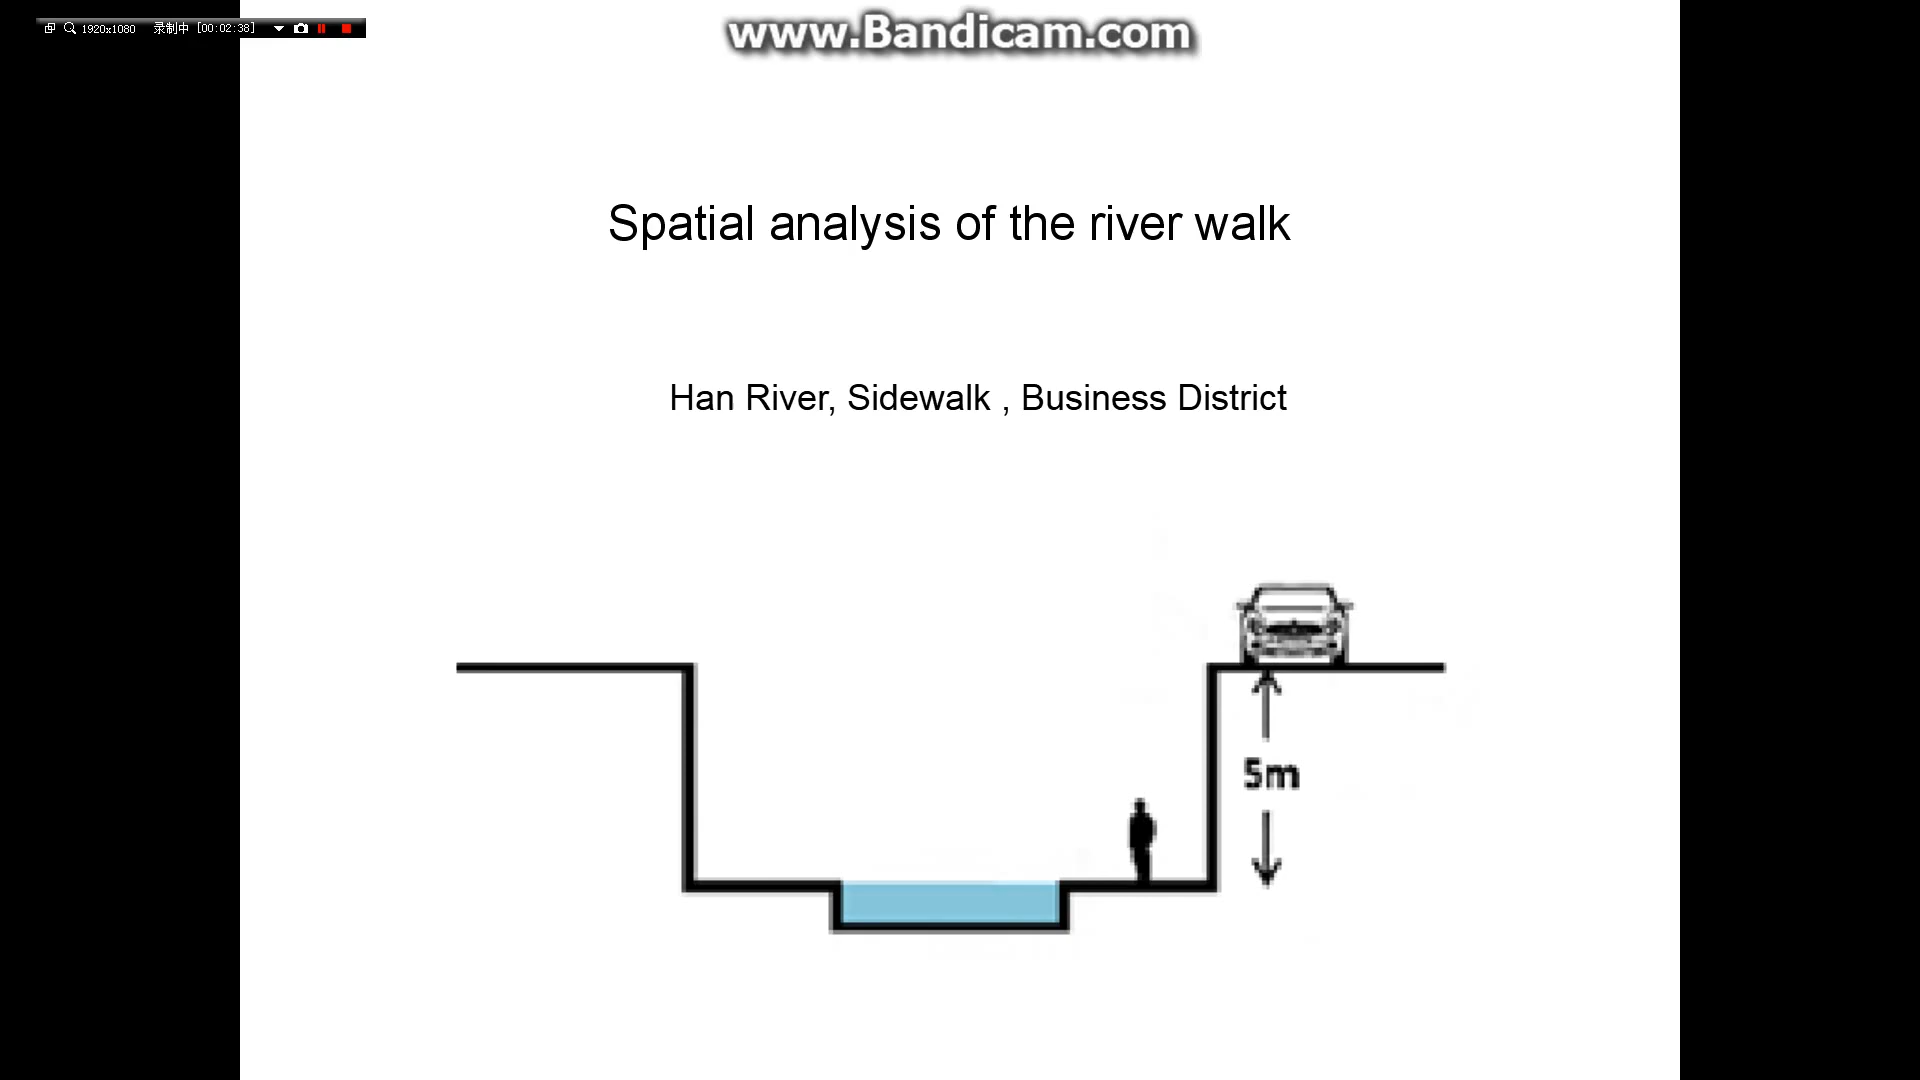 www.Bandicam.com
1920x1080 录制中 [00:02:38]
Spatial analysis of the river walk
Han River, Sidewalk , Business District
5m